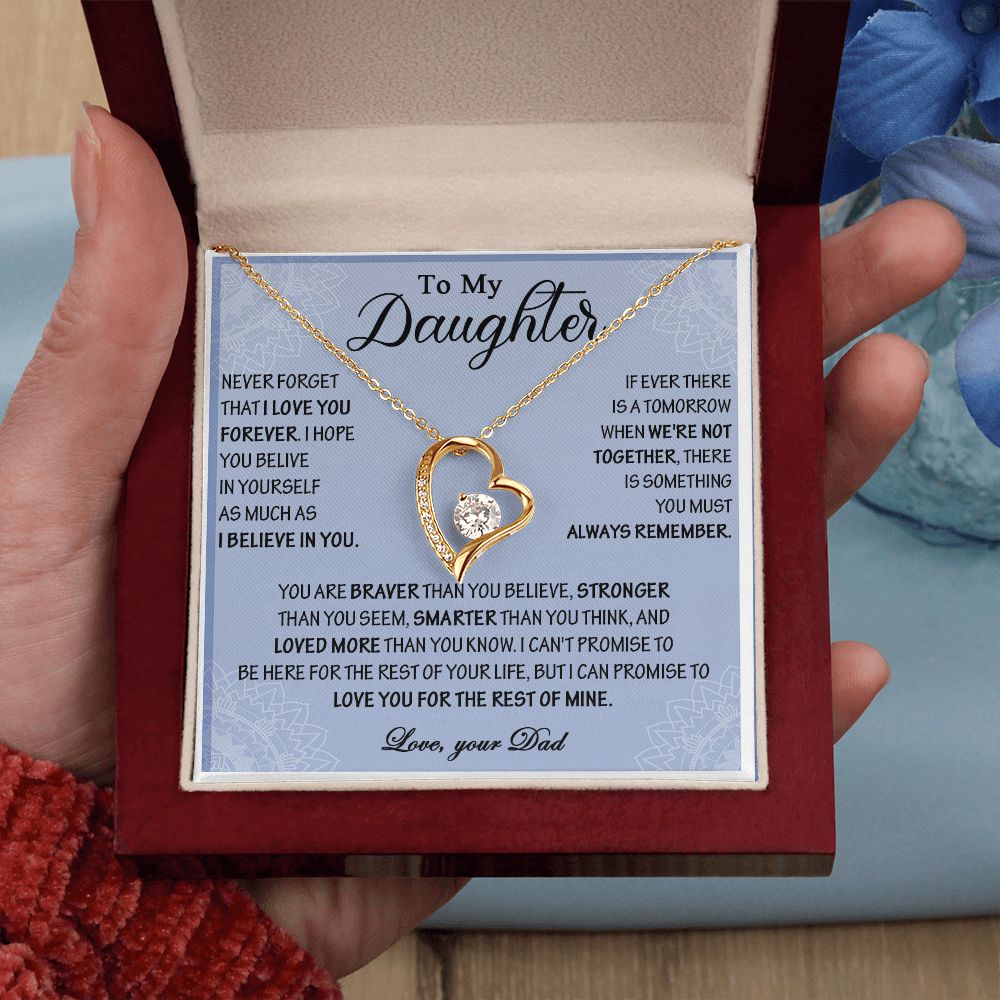 To My
Daughter
NEVER FORGET
THAT I LOVE YOU
FOREVER. I HOPE
YOU BELIVE
IN YOURSELF
AS MUCH AS
I BELIEVE IN YOU.
IF EVER THERE
IS A TOMORROW
WHEN WE'RE NOT
TOGETHER, THERE
IS SOMETHING
YOU MUST
ALWAYS REMEMBER.
YOU ARE BRAVER THAN YOU BELIEVE, STRONGER
THAN YOU SEEM, SMARTER THAN YOU THINK, AND
LOVED MORE THAN YOU KNOW. I CAN'T PROMISE TO
BE HERE FOR THE REST OF YOUR LIFE, BUT I CAN PROMISE TO
LOVE YOU FOR THE REST OF MINE.
Love, your Dad